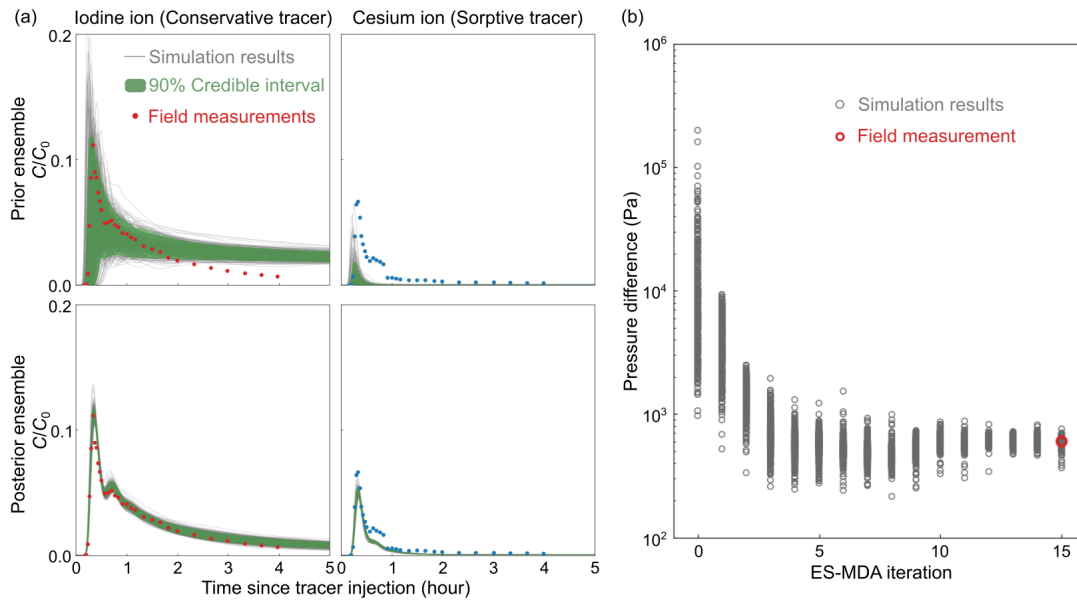 (a)
Iodine ion (Conservative tracer)
Cesium ion (Sorptive tracer)
Simulation results
90% Credible interval
Field measurements
Prior ensemble
C/C0
0.2
0.1
0.0
Posterior ensemble
C/C0
0.2
0.1
0.0
0 1 2 3 4 5
0 1 2 3 4 5
Time since tracer injection (hour)
(b)
Simulation results
Field measurement
Pressure difference (Pa)
10^6
10^5
10^4
10^3
10^2
0 5 10 15
ES-MDA iteration